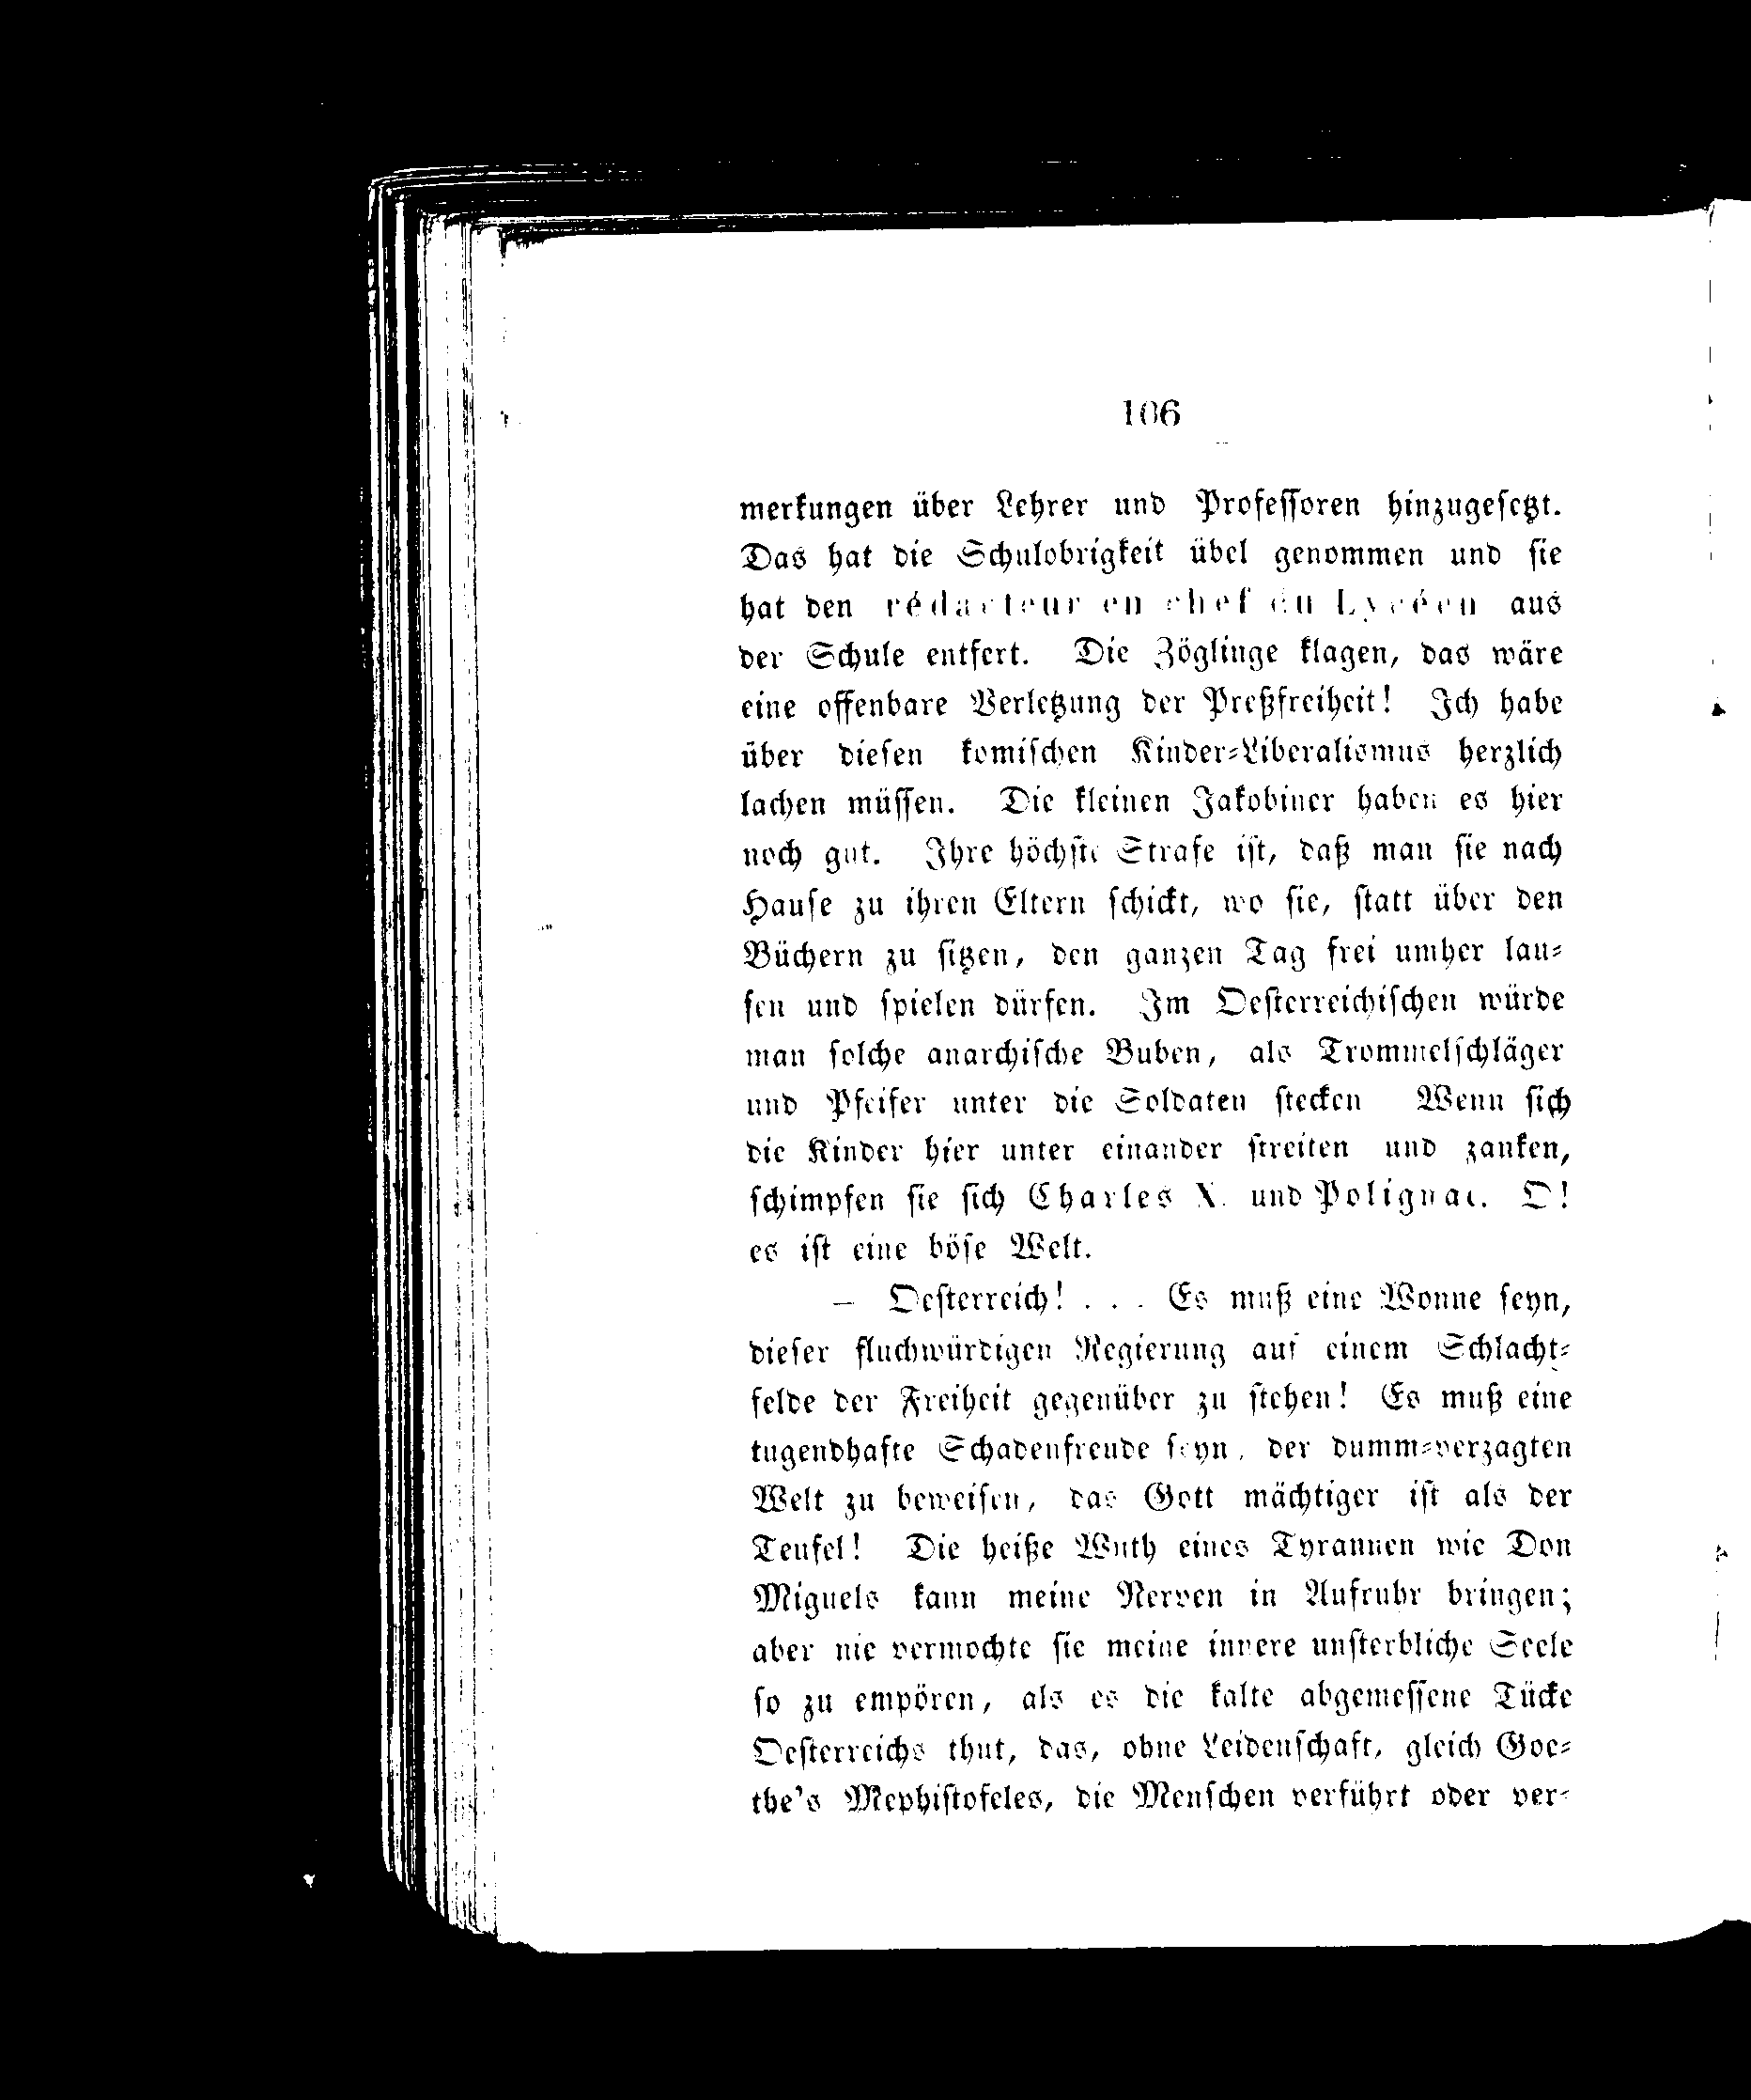 106
merkungen über Lehrer und Professoren hinzugesetzt.
Das hat die Schulobrigkeit übel genommen und sie
hat den rédacteur en chef du Lycéen aus
der Schule entfert. Die Zöglinge klagen, das wäre
eine offenbare Verletzung der Preßfreiheit! Ich habe
über diesen komischen Kinder-Liberalismus herzlich
lachen müssen. Die kleinen Jakobiner haben es hier
noch gut. Ihre höchste Strafe ist, daß man sie nach
Hause zu ihren Eltern schickt, wo sie, statt über den
Büchern zu sitzen, den ganzen Tag frei umher lau-
fen und spielen dürfen. Im Oesterreichischen würde
man solche anarchische Buben, als Trommelschläger
und Pfeifer unter die Soldaten stecken Wenn sich
die Kinder hier unter einander streiten und zanken,
schimpfen sie sich Charles X. und Polignac. O!
es ist eine böse Welt.
— Oesterreich! . . . Es muß eine Wonne seyn,
dieser fluchwürdigen Regierung auf einem Schlacht-
felde der Freiheit gegenüber zu stehen! Es muß eine
tugendhafte Schadenfreude seyn, der dumm-verzagten
Welt zu beweisen, das Gott mächtiger ist als der
Teufel! Die heiße Wuth eines Tyrannen wie Don
Miguels kann meine Nerven in Aufruhr bringen;
aber nie vermochte sie meine innere unsterbliche Seele
so zu empören, als es die kalte abgemessene Tücke
Oesterreichs thut, das, ohne Leidenschaft, gleich Goe-
the's Mephistofeles, die Menschen verführt oder ver-